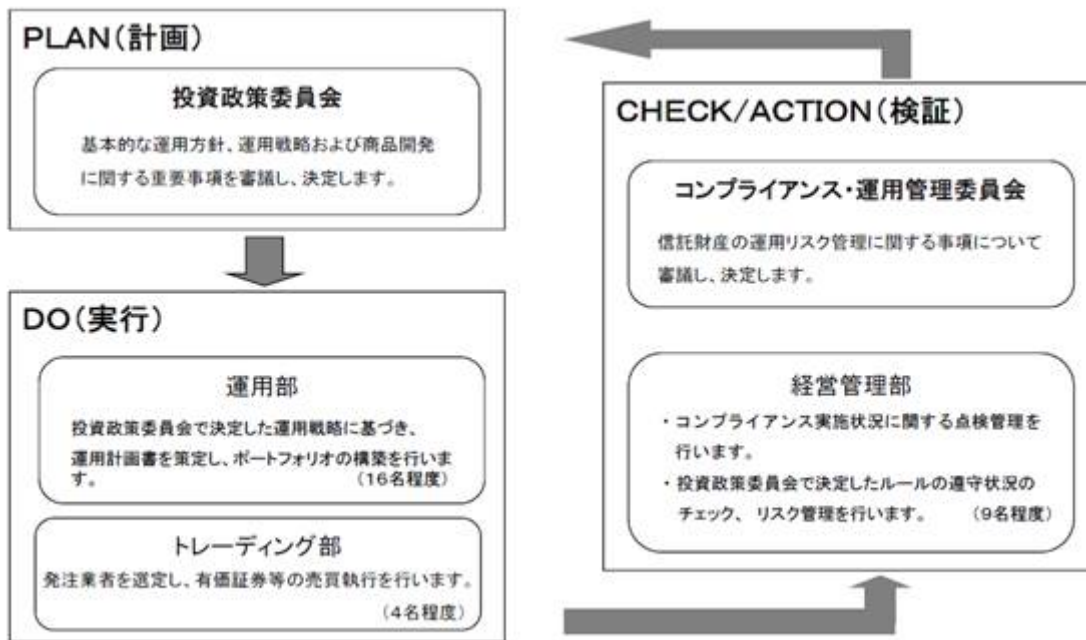 PLAN(計画)
投資政策委員会
基本的な運用方針、運用戦略および商品開発
に関する重要事項を審議し、決定します。
DO(実行)
運用部
投資政策委員会で決定した運用戦略に基づき、
運用計画書を策定し、ポートフォリオの構築を行いま
す。 (16名程度)
トレーディング部
発注業者を選定し、有価証券等の売買執行を行います。
(4名程度)
CHECK/ACTION(検証)
コンプライアンス・運用管理委員会
信託財産の運用リスク管理に関する事項について
審議し、決定します。
経営管理部
・コンプライアンス実施状況に関する点検管理を
行います。
・投資政策委員会で決定したルールの遵守状況の
チェック、リスク管理を行います。 (9名程度)